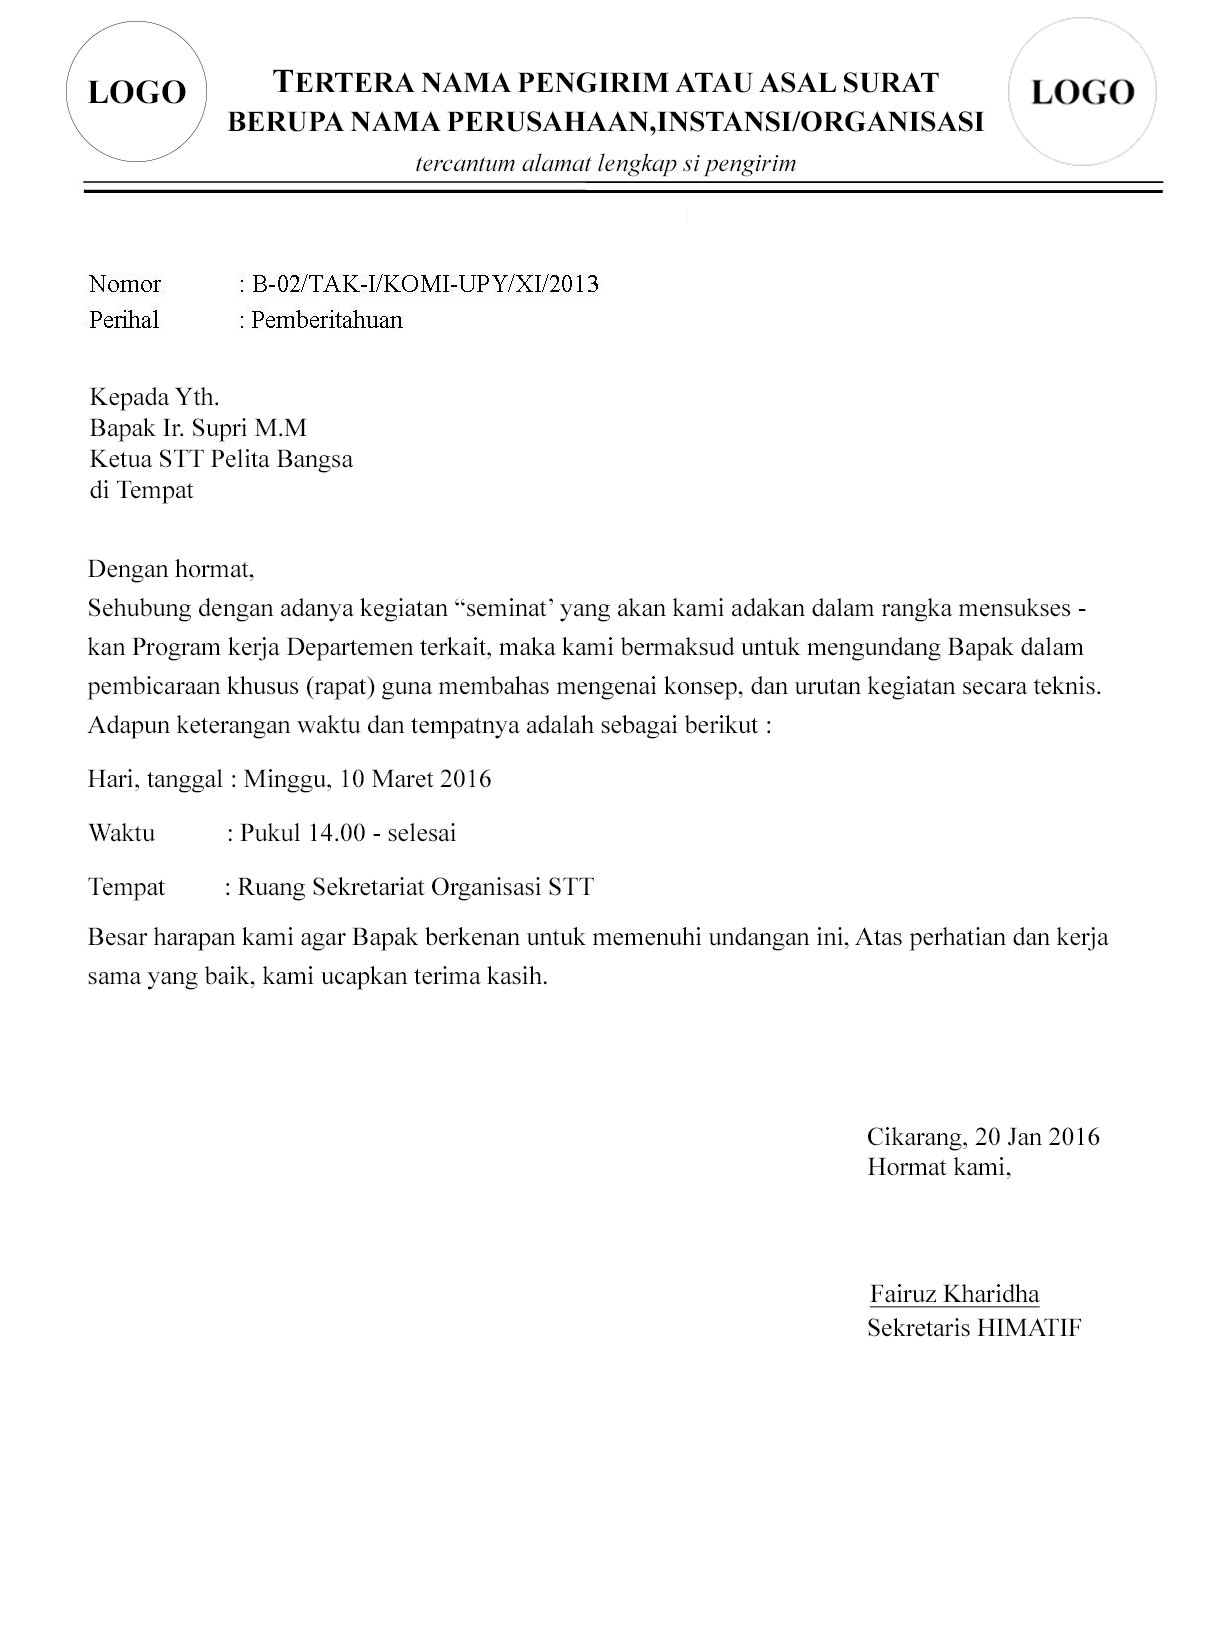 LOGO
TERTERA NAMA PENGIRIM ATAU ASAL SURAT
BERUPA NAMA PERUSAHAAN,INSTANSI/ORGANISASI
tercantum alamat lengkap si pengirim
LOGO
Nomor : B-02/TAK-I/KOMI-UPY/XI/2013
Perihal : Pemberitahuan
Kepada Yth.
Bapak Ir. Supri M.M
Ketua STT Pelita Bangsa
di Tempat
Dengan hormat,
Sehubung dengan adanya kegiatan “seminat’ yang akan kami adakan dalam rangka mensukses -
kan Program kerja Departemen terkait, maka kami bermaksud untuk mengundang Bapak dalam
pembicaraan khusus (rapat) guna membahas mengenai konsep, dan urutan kegiatan secara teknis.
Adapun keterangan waktu dan tempatnya adalah sebagai berikut :
Hari, tanggal : Minggu, 10 Maret 2016
Waktu : Pukul 14.00 - selesai
Tempat : Ruang Sekretariat Organisasi STT
Besar harapan kami agar Bapak berkenan untuk memenuhi undangan ini, Atas perhatian dan kerja
sama yang baik, kami ucapkan terima kasih.
Cikarang, 20 Jan 2016
Hormat kami,
Fairuz Kharidha
Sekretaris HIMATIF